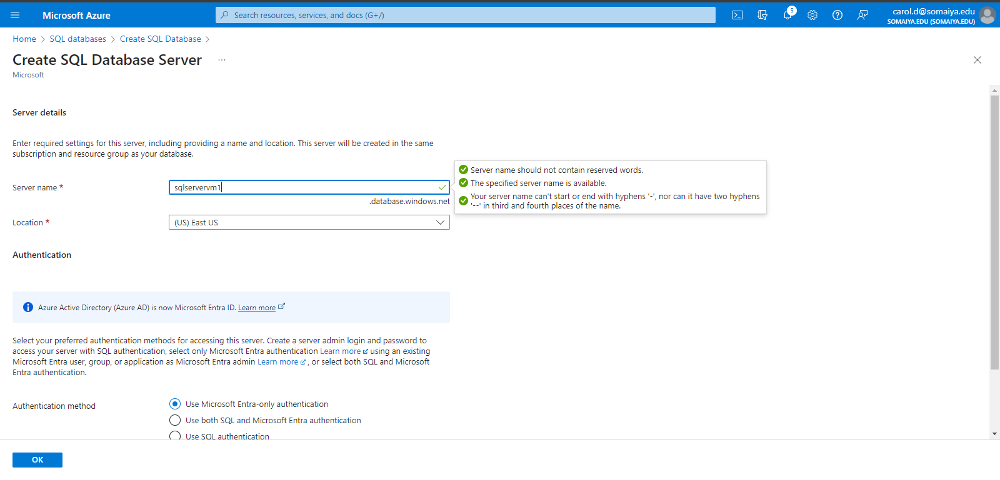 Microsoft Azure
Search resources, services, and docs (G+/)
5
carol.d@somaiya.edu
SOMAIYA.EDU (SOMAIYA.EDU)
Home > SQL databases > Create SQL Database >
Create SQL Database Server ...
Microsoft
Server details
Enter required settings for this server, including providing a name and location. This server will be created in the same
subscription and resource group as your database.
Server name *
sqlservervm1
.database.windows.net
Server name should not contain reserved words.
The specified server name is available.
Your server name can't start or end with hyphens '-', nor can it have two hyphens
'--' in third and fourth places of the name.
Location *
(US) East US
Authentication
Azure Active Directory (Azure AD) is now Microsoft Entra ID. Learn more
Select your preferred authentication methods for accessing this server. Create a server admin login and password to
access your server with SQL authentication, select only Microsoft Entra authentication Learn more using an existing
Microsoft Entra user, group, or application as Microsoft Entra admin Learn more , or select both SQL and Microsoft
Entra authentication.
Authentication method
Use Microsoft Entra-only authentication
Use both SQL and Microsoft Entra authentication
Use SQL authentication
OK